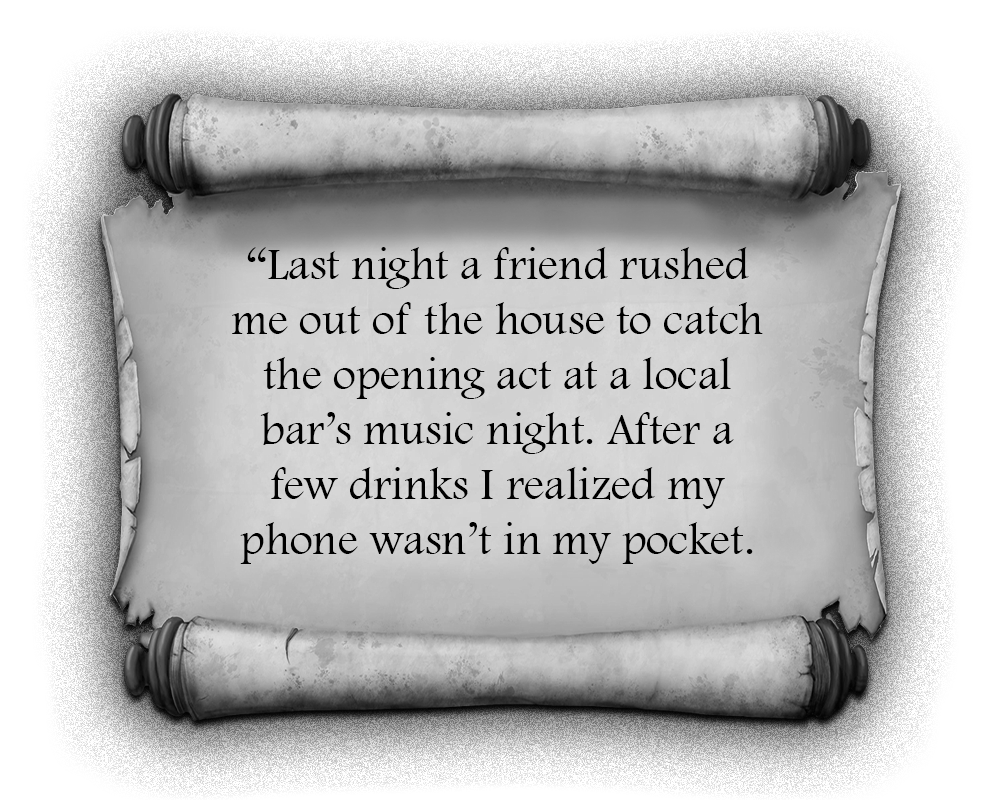 “Last night a friend rushed
me out of the house to catch
the opening act at a local
bar’s music night. After a
few drinks I realized my
phone wasn’t in my pocket.